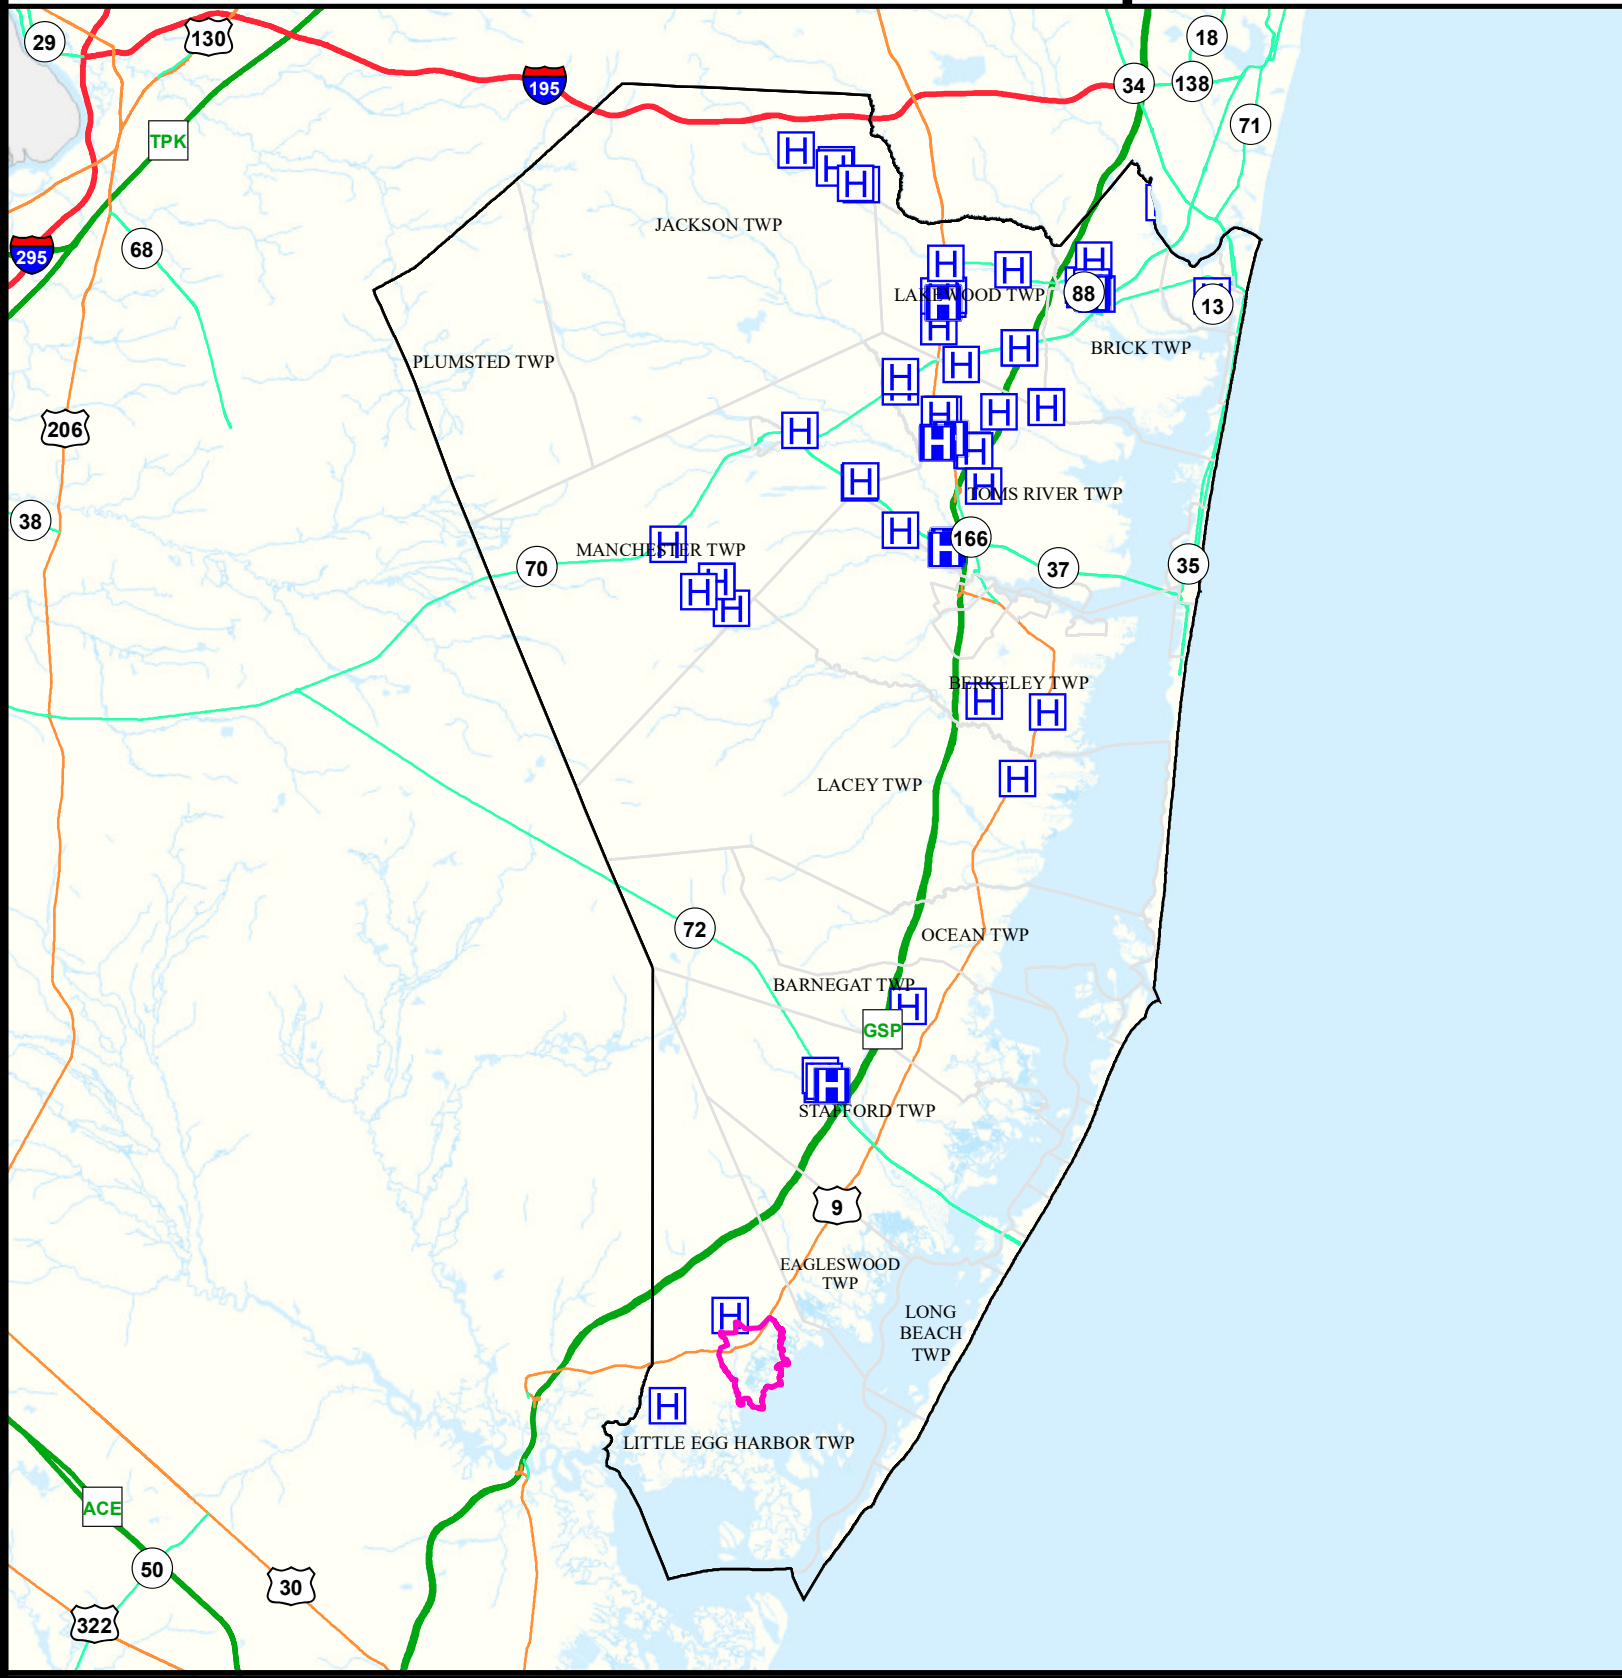 29
130
18
195
34
138
71
TPK
H
H
H
JACKSON TWP
68
295
H
H
H
LAKEWOOD TWP
88
13
H
H
H
BRICK TWP
PLUMSTED TWP
H
H
H
H
H
206
H
H
H
H
H
TOMS RIVER TWP
38
H
166
H
H
MANCHESTER TWP
70
37
35
H
H
H
BERKELEY TWP
H
H
H
LACEY TWP
72
OCEAN TWP
BARNEGAT TWP
H
GSP
H
STAFFORD TWP
9
EAGLESWOOD
TWP
LONG
BEACH
TWP
H
H
LITTLE EGG HARBOR TWP
ACE
50
30
322